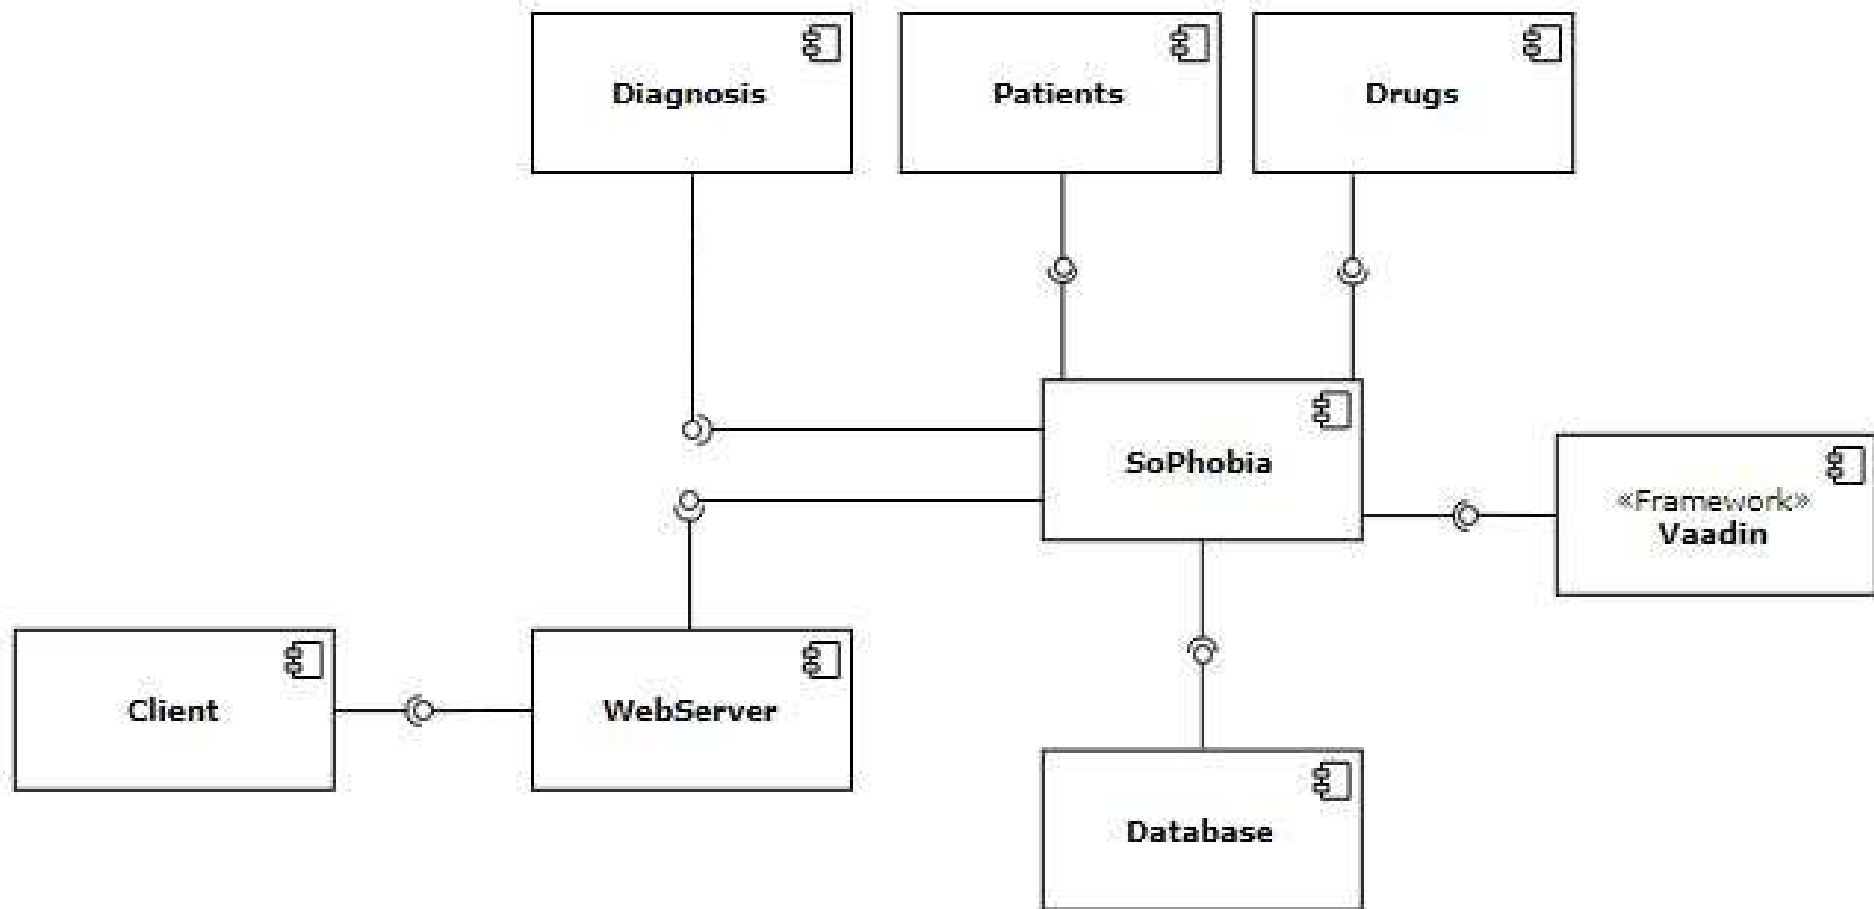 Diagnosis
Patients
Drugs
SoPhobia
«Framework»
Vaadin
Client
WebServer
Database